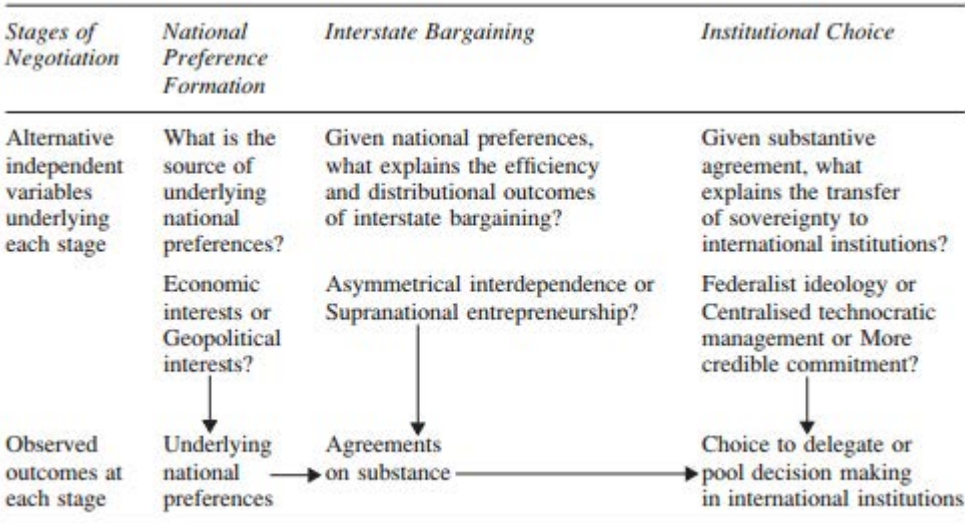 Stages of
Negotiation
National
Preference
Formation
Interstate Bargaining
Institutional Choice
Alternative
independent
variables
underlying
each stage
What is the
source of
underlying
national
preferences?
Given national preferences,
what explains the efficiency
and distributional outcomes
of interstate bargaining?
Given substantive
agreement, what
explains the transfer
of sovereignty to
international institutions?
Economic
interests or
Geopolitical
interests?
Asymmetrical interdependence or
Supranational entrepreneurship?
Federalist ideology or
Centralised technocratic
management or More
credible commitment?
Observed
outcomes at
each stage
Underlying
national
preferences
Agreements
on substance
Choice to delegate or
pool decision making
in international institutions